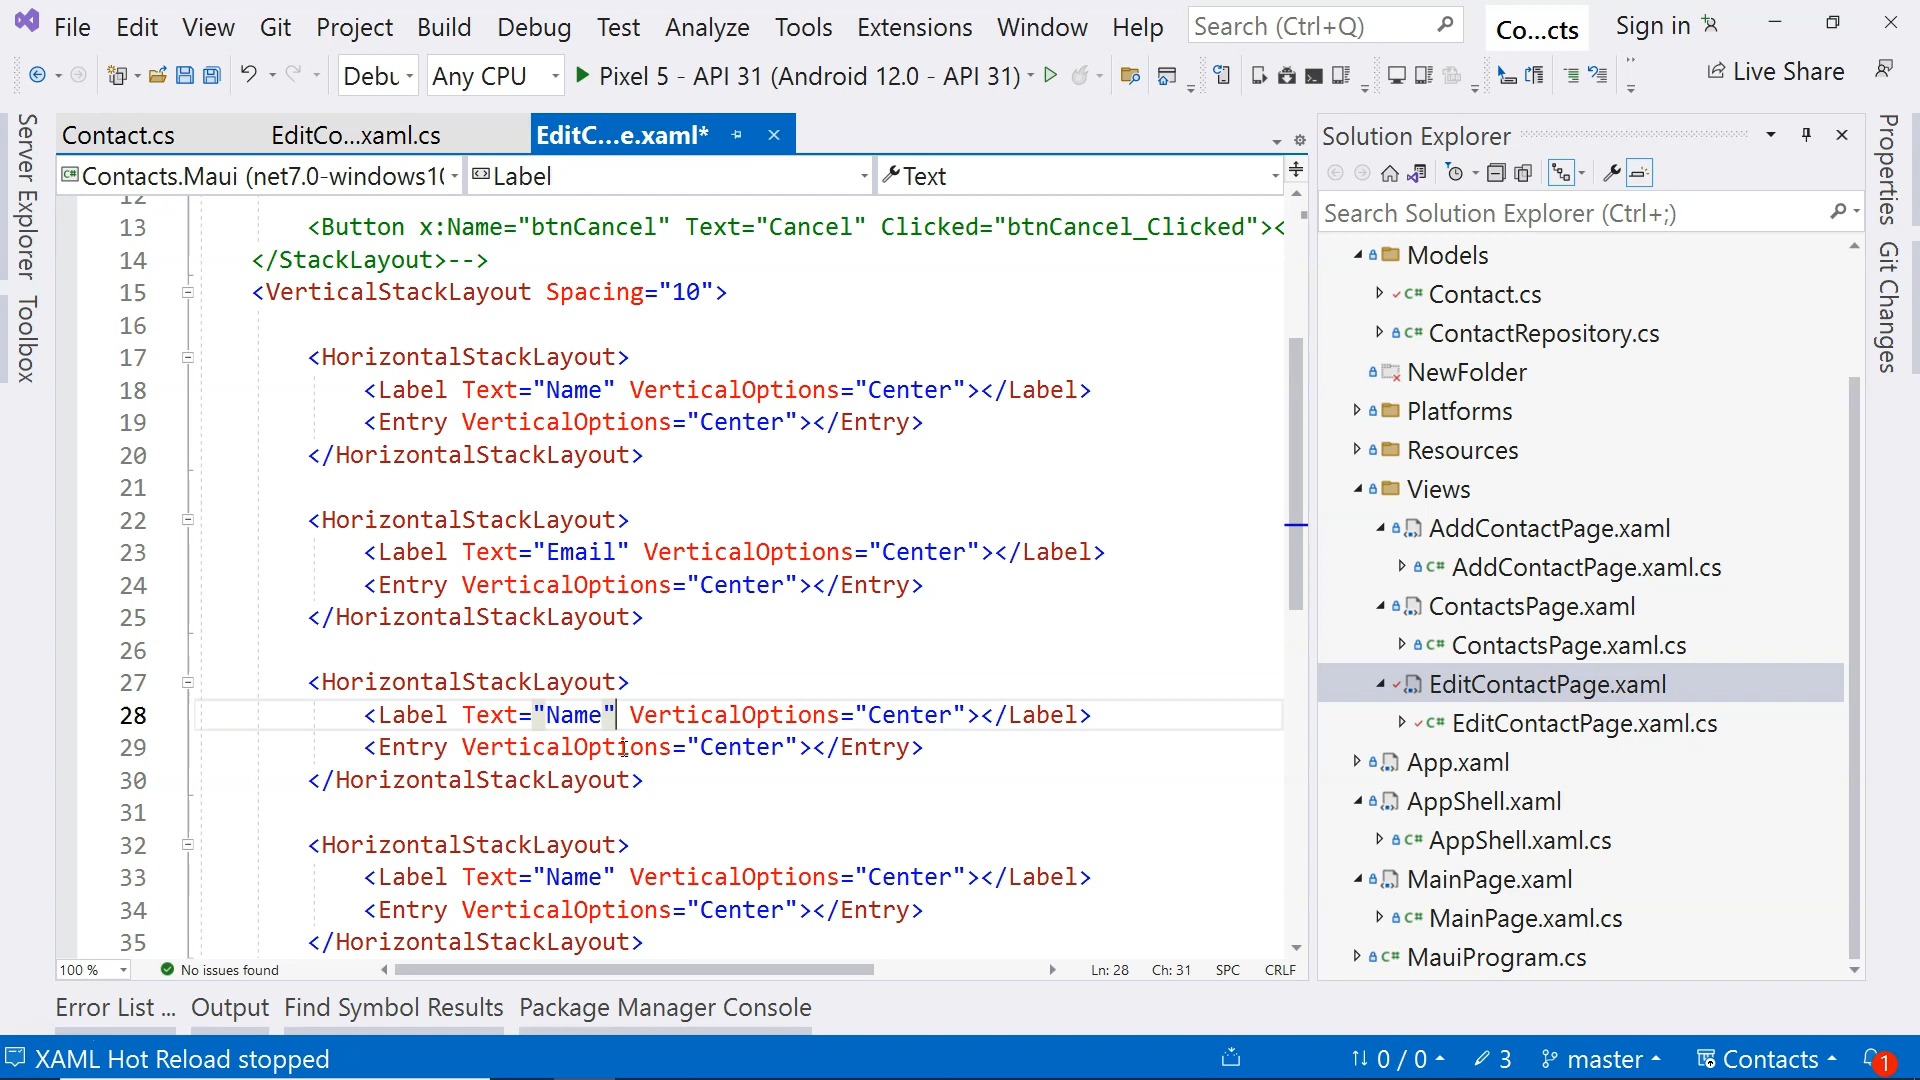 File Edit View Git Project Build Debug Test Analyze Tools Extensions Window Help Search (Ctrl+Q) Co...cts Sign in
Debu Any CPU Pixel 5 - API 31 (Android 12.0 - API 31) Live Share
Server Explorer
Toolbox
Contact.cs EditCo...xaml.cs EditC...e.xaml*
Contacts.Maui (net7.0-windows1( Label Text
12
13 <Button x:Name="btnCancel" Text="Cancel" Clicked="btnCancel_Clicked"><
14 </StackLayout>-->
15 <VerticalStackLayout Spacing="10">
16
17 <HorizontalStackLayout>
18 <Label Text="Name" VerticalOptions="Center"></Label>
19 <Entry VerticalOptions="Center"></Entry>
20 </HorizontalStackLayout>
21
22 <HorizontalStackLayout>
23 <Label Text="Email" VerticalOptions="Center"></Label>
24 <Entry VerticalOptions="Center"></Entry>
25 </HorizontalStackLayout>
26
27 <HorizontalStackLayout>
28 <Label Text="Name" VerticalOptions="Center"></Label>
29 <Entry VerticalOptions="Center"></Entry>
30 </HorizontalStackLayout>
31
32 <HorizontalStackLayout>
33 <Label Text="Name" VerticalOptions="Center"></Label>
34 <Entry VerticalOptions="Center"></Entry>
35 </HorizontalStackLayout>
100 % No issues found Ln: 28 Ch: 31 SPC CRLF
Solution Explorer
Search Solution Explorer (Ctrl+;)
Models
C# Contact.cs
C# ContactRepository.cs
NewFolder
Platforms
Resources
Views
AddContactPage.xaml
C# AddContactPage.xaml.cs
ContactsPage.xaml
C# ContactsPage.xaml.cs
EditContactPage.xaml
C# EditContactPage.xaml.cs
App.xaml
AppShell.xaml
C# AppShell.xaml.cs
MainPage.xaml
C# MainPage.xaml.cs
C# MauiProgram.cs
Properties
Git Changes
Error List ... Output Find Symbol Results Package Manager Console
XAML Hot Reload stopped 0 / 0 3 master Contacts 1